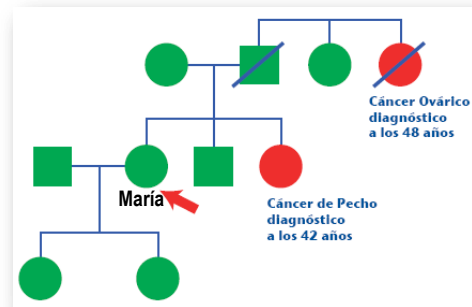 Cáncer Ovárico
diagnóstico
a los 48 años
María
Cáncer de Pecho
diagnóstico
a los 42 años